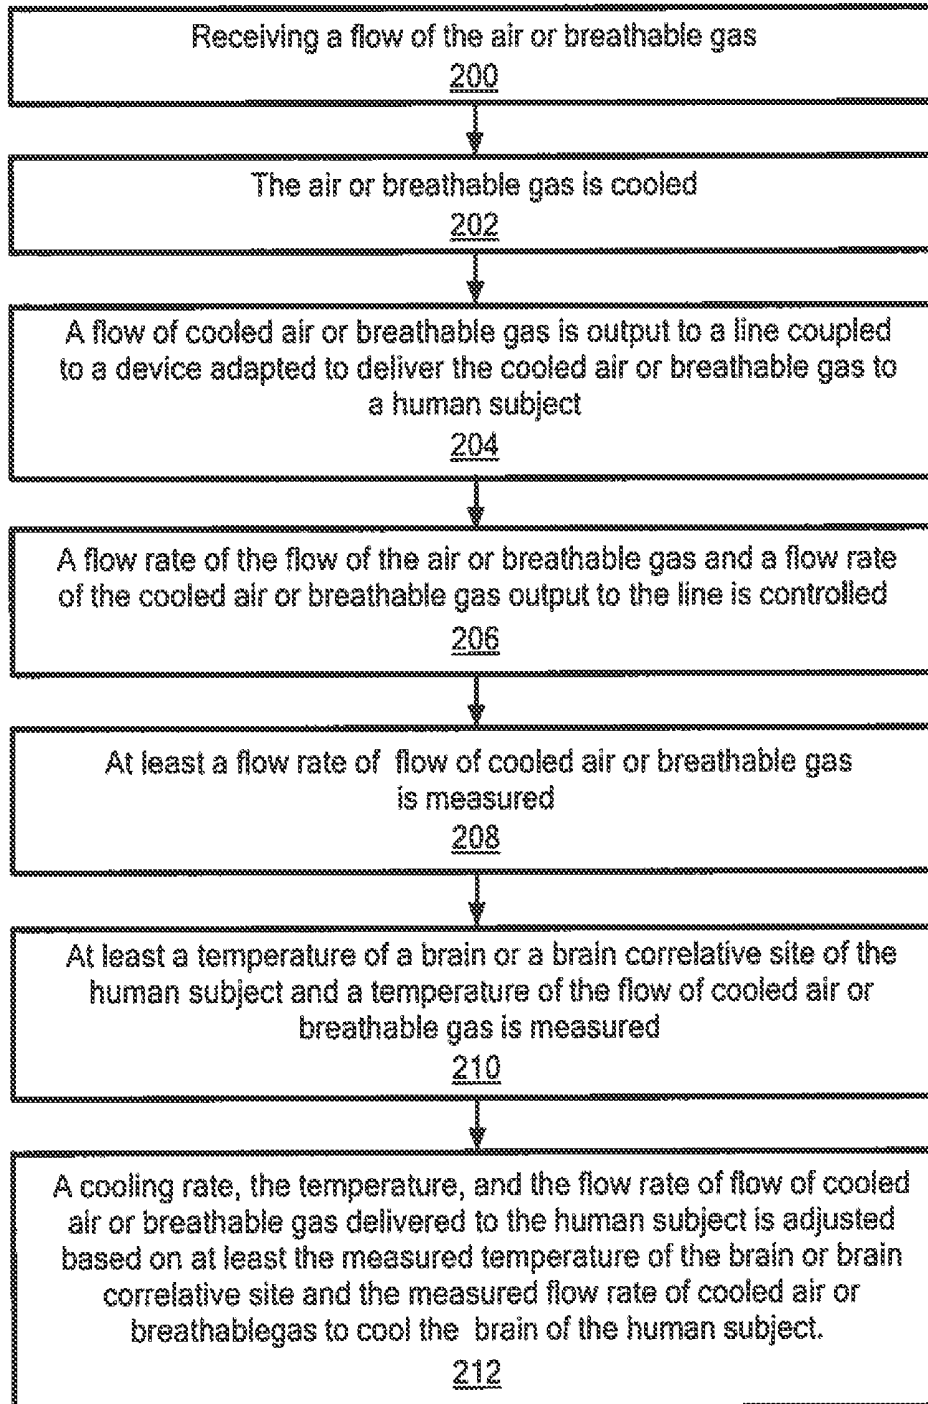 Receiving a flow of the air or breathable gas
200
The air or breathable gas is cooled
202
A flow of cooled air or breathable gas is output to a line coupled
to a device adapted to deliver the cooled air or breathable gas to
a human subject
204
A flow rate of the flow of the air or breathable gas and a flow rate
of the cooled air or breathable gas output to the line is controlled
206
At least a flow rate of flow of cooled air or breathable gas
is measured
208
At least a temperature of a brain or a brain correlative site of the
human subject and a temperature of the flow of cooled air or
breathable gas is measured
210
A cooling rate, the temperature, and the flow rate of flow of cooled
air or breathable gas delivered to the human subject is adjusted
based on at least the measured temperature of the brain or brain
correlative site and the measured flow rate of cooled air or
breathablegas to cool the brain of the human subject.
212